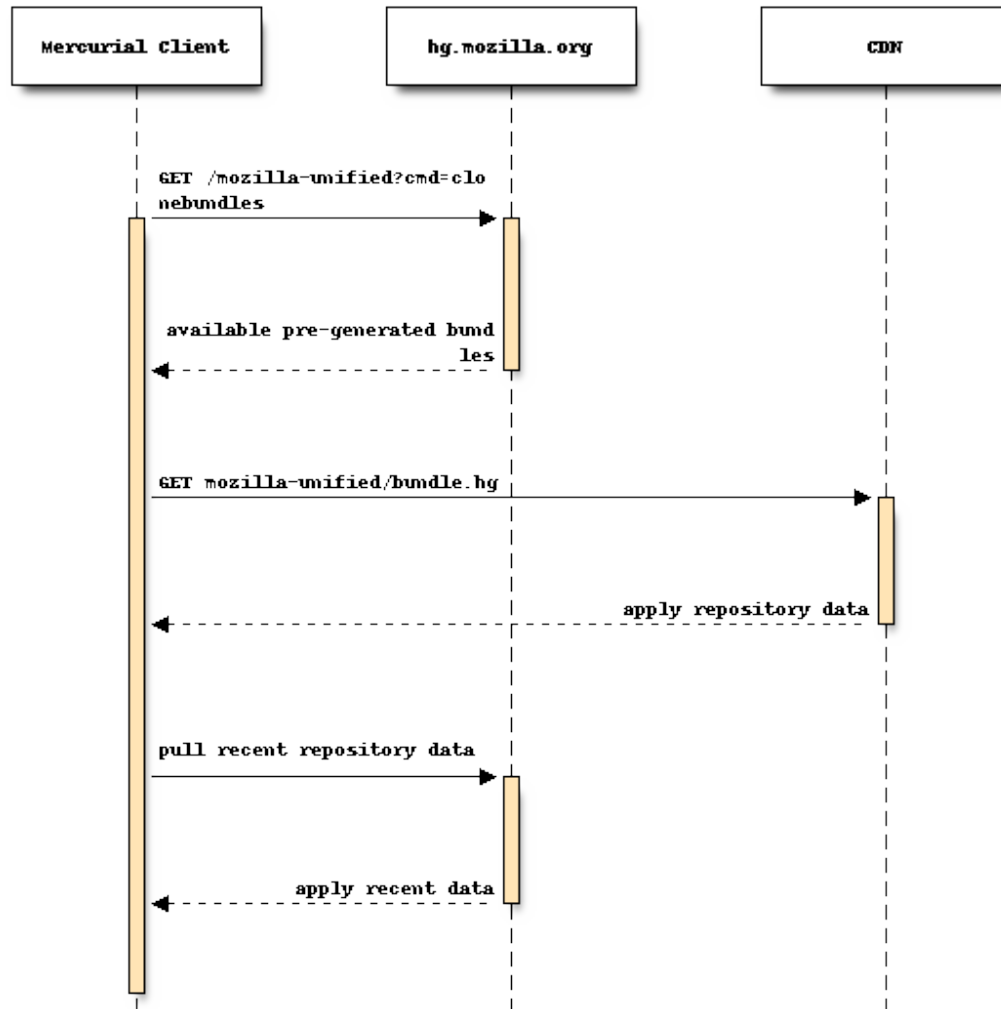 Mercurial Client
hg.mozilla.org
CDN
GET /mozilla-unified?cmd=clo
nebundles
available pre-generated bund
les
GET mozilla-unified/bundle.hg
apply repository data
pull recent repository data
apply recent data